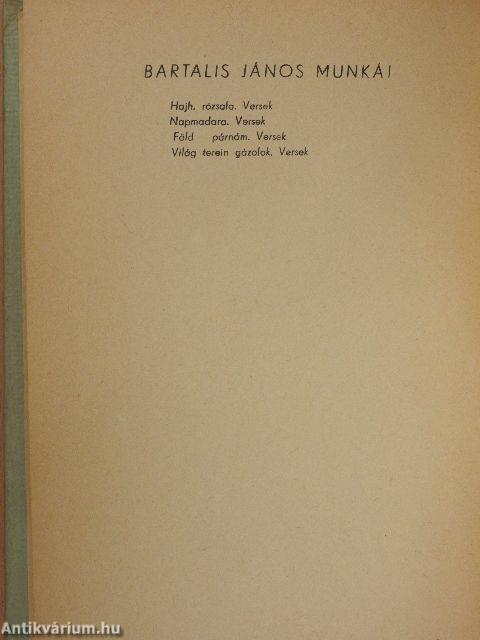 BARTALIS JÁNOS MUNKÁI
Hajh, rózsafa. Versek
Napmadara. Versek
Föld párnám. Versek
Világ terein gázolok. Versek
Antikvárium.hu